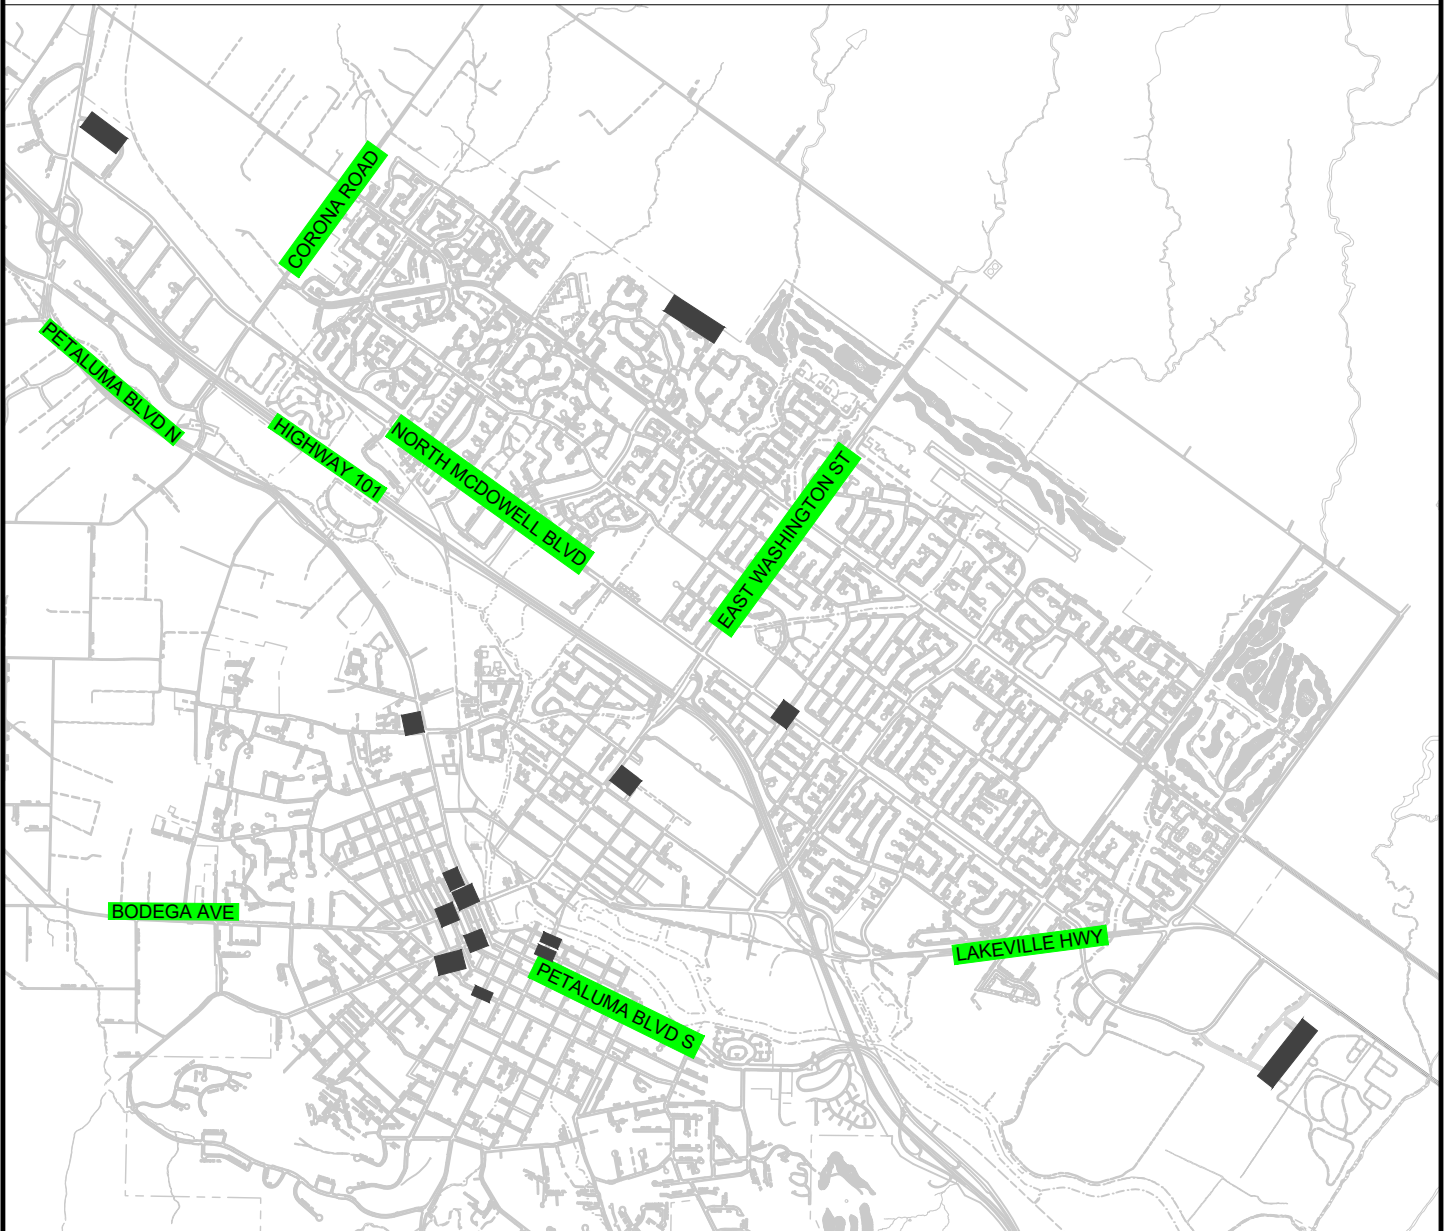 CORONA ROAD
PETALUMA BLVD N
HIGHWAY 101
NORTH MCDOWELL BLVD
EAST WASHINGTON ST
BODEGA AVE
LAKEVILLE HWY
PETALUMA BLVD S